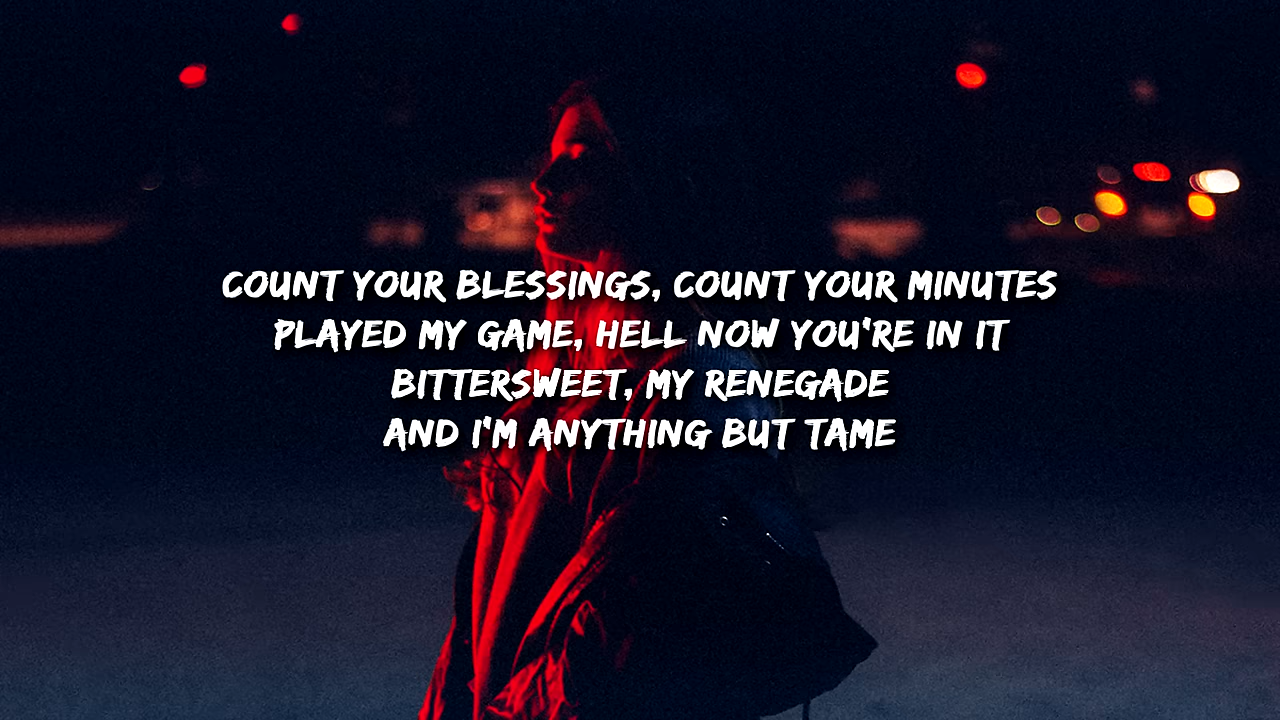 COUNT YOUR BLESSINGS, COUNT YOUR MINUTES
PLAYED MY GAME, HELL NOW YOU'RE IN IT
BITTERSWEET, MY RENEGADE
AND I'M ANYTHING BUT TAME